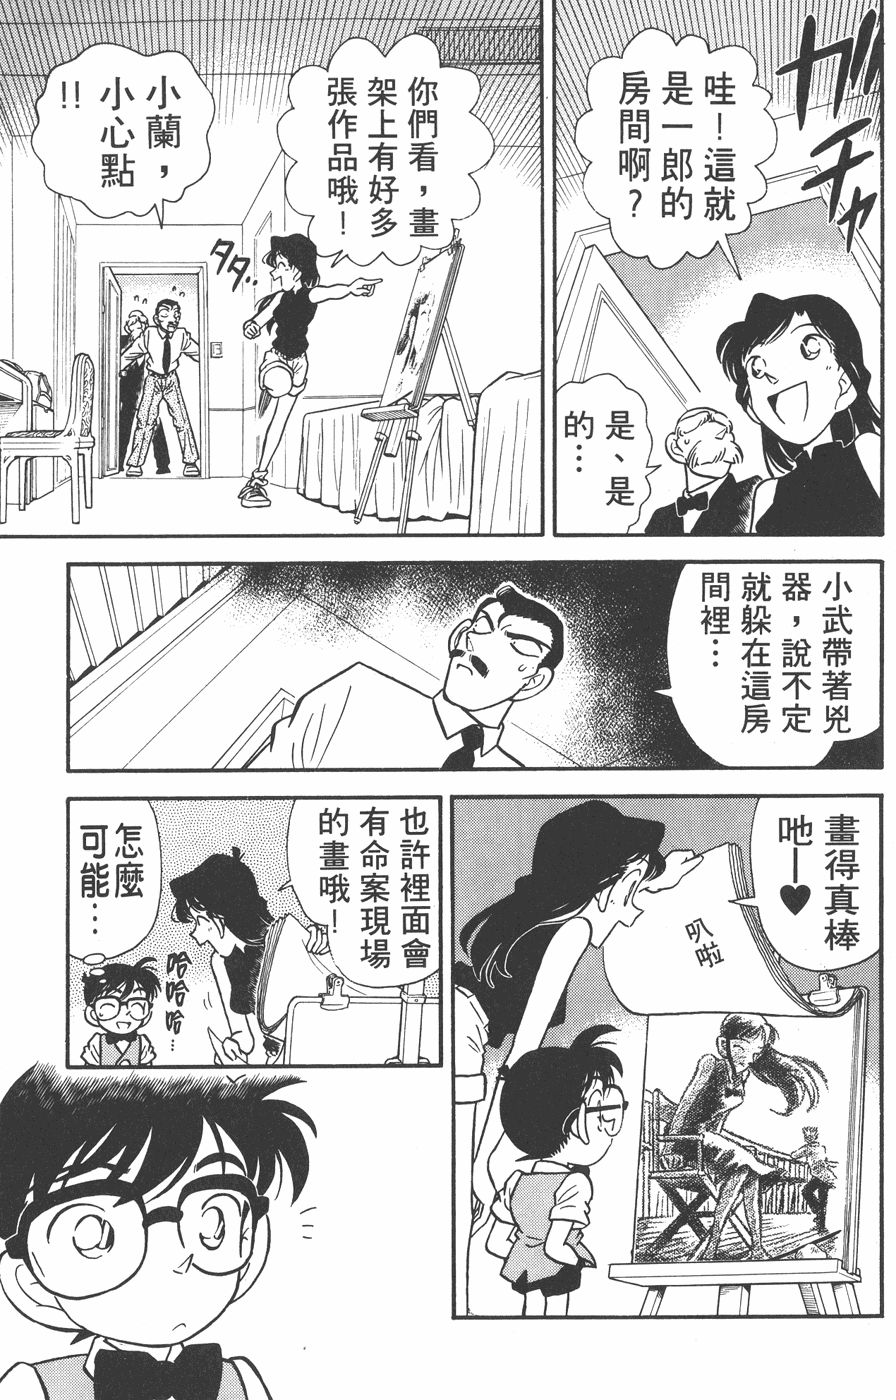 ガチャ
哇！這就
是一郎的
房間啊？
是、是
的…
你們看，畫
架上有好多
張作品哦！
タタ..
小蘭，
小心點
!!
小武帶著兇
器，說不定
就躲在這房
間裡…
畫得真棒
吔—♥
叭啦
也許裡面會
有命案現場
的畫哦！
哈哈哈…
怎麼
可能…